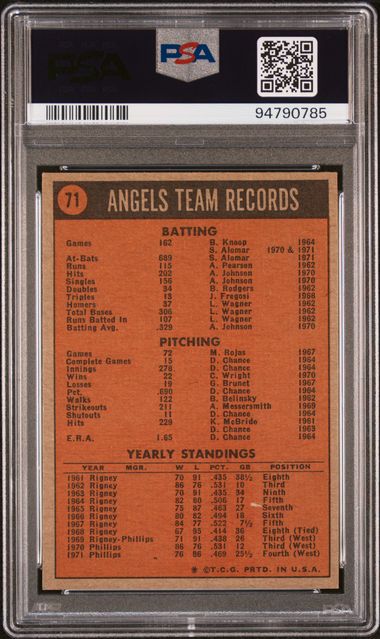 PSA
PSA
94790785
71 ANGELS TEAM RECORDS
BATTING
Games 162 B. Knoop 1964
S. Alomar 1970 & 1971
At-Bats 689 S. Alomar 1971
Runs 115 A. Pearson 1962
Hits 202 A. Johnson 1970
Singles 156 A. Johnson 1970
Doubles 34 B. Rodgers 1962
Triples 13 J. Fregosi 1968
Homers 37 L. Wagner 1962
Total Bases 306 L. Wagner 1962
Runs Batted In 107 L. Wagner 1962
Batting Avg. .329 A. Johnson 1970
PITCHING
Games 72 M. Rojas 1967
Complete Games 15 D. Chance 1964
Innings 278 D. Chance 1964
Wins 22 C. Wright 1970
Losses 19 G. Brunet 1967
Pct. .690 D. Chance 1964
Walks 122 B. Belinsky 1962
Strikeouts 211 A. Messersmith 1969
Shutouts 11 D. Chance 1964
Hits 229 K. McBride 1961
D. Chance 1963
E.R.A. 1.65 D. Chance 1964
YEARLY STANDINGS
YEAR MGR. W L PCT. GB POSITION
1961 Rigney 70 91 .435 38½ Eighth
1962 Rigney 86 76 .531 10 Third
1963 Rigney 70 91 .435 34 Ninth
1964 Rigney 82 80 .506 17 Fifth
1965 Rigney 75 87 .463 27 Seventh
1966 Rigney 80 82 .494 18 Sixth
1967 Rigney 84 77 .522 7½ Fifth
1968 Rigney 67 95 .414 36 Eighth (Tied)
1969 Rigney-Phillips 71 91 .438 26 Third (West)
1970 Phillips 86 76 .531 12 Third (West)
1971 Phillips 76 86 .469 25½ Fourth (West)
* © T.C.G. PRTD. IN U.S.A.